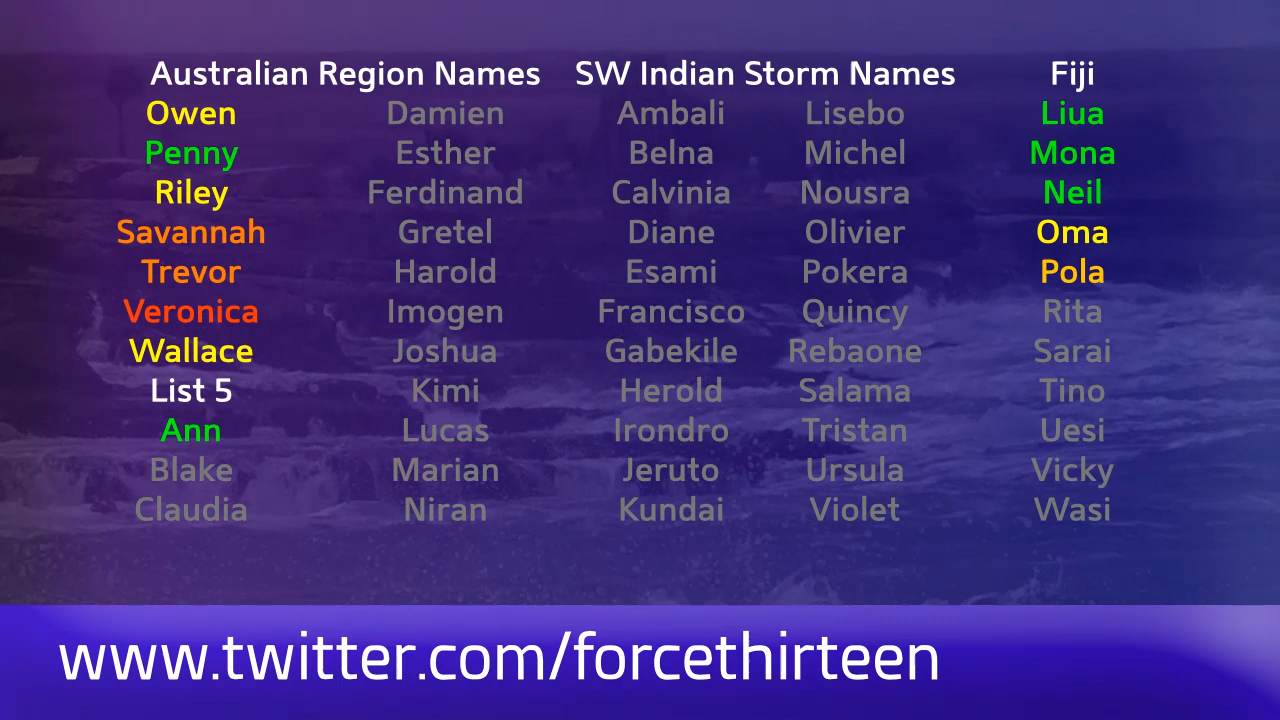 Australian Region Names SW Indian Storm Names Fiji
Owen Damien Ambali Lisebo Liua
Penny Esther Belna Michel Mona
Riley Ferdinand Calvinia Nousra Neil
Savannah Gretel Diane Olivier Oma
Trevor Harold Esami Pokera Pola
Veronica Imogen Francisco Quincy Rita
Wallace Joshua Gabekile Rebaone Sarai
List 5 Kimi Herold Salama Tino
Ann Lucas Irondro Tristan Uesi
Blake Marian Jeruto Ursula Vicky
Claudia Niran Kundai Violet Wasi
www.twitter.com/forcethirteen